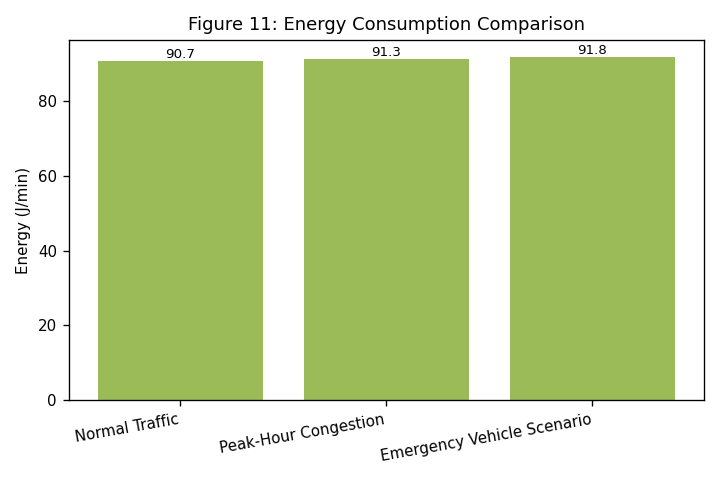 Figure 11: Energy Consumption Comparison
90.7
91.3
91.8
Energy (J/min)
80
60
40
20
0
Normal Traffic
Peak-Hour Congestion
Emergency Vehicle Scenario